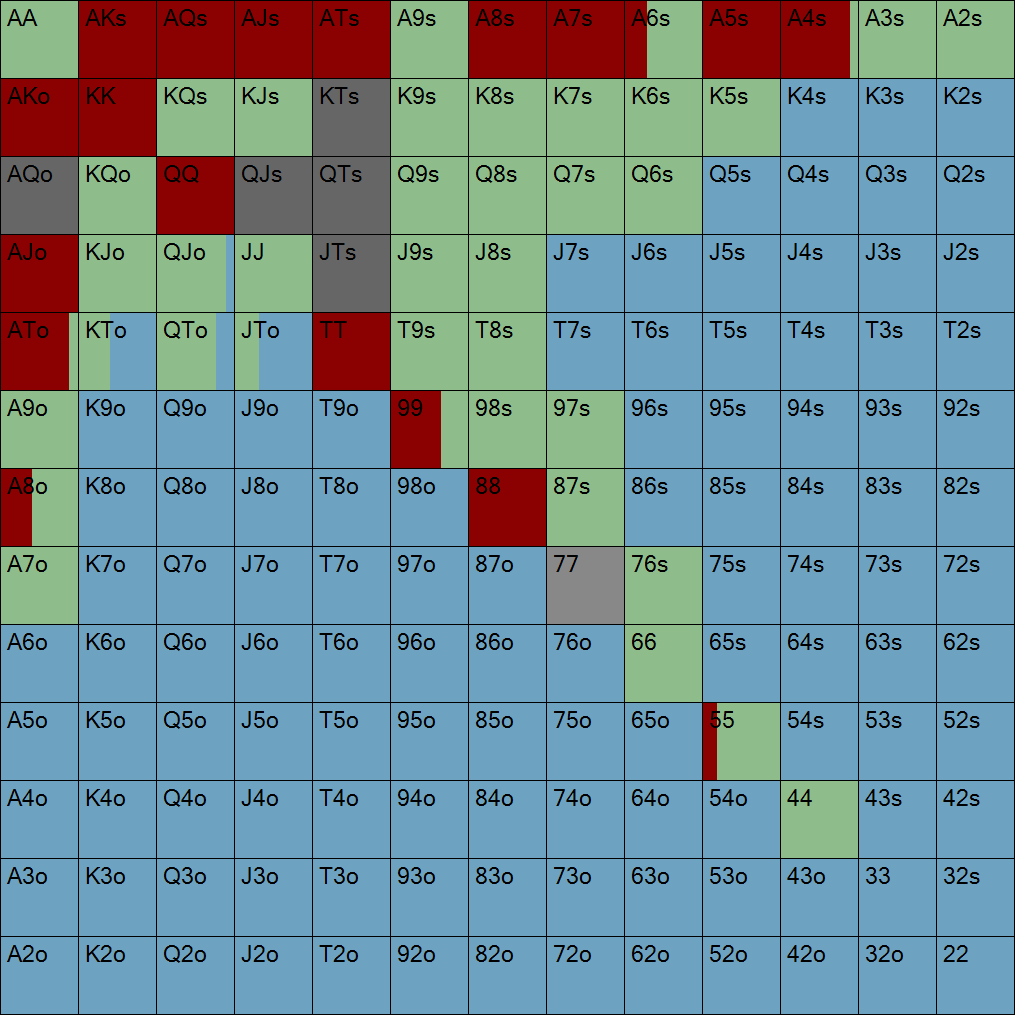 AA AKs AQs AJs ATs A9s A8s A7s A6s A5s A4s A3s A2s
AKo KK KQs KJs KTs K9s K8s K7s K6s K5s K4s K3s K2s
AQo KQo QQ QJs QTs Q9s Q8s Q7s Q6s Q5s Q4s Q3s Q2s
AJo KJo QJo JJ JTs J9s J8s J7s J6s J5s J4s J3s J2s
ATo KTo QTo JTo TT T9s T8s T7s T6s T5s T4s T3s T2s
A9o K9o Q9o J9o T9o 99 98s 97s 96s 95s 94s 93s 92s
A8o K8o Q8o J8o T8o 98o 88 87s 86s 85s 84s 83s 82s
A7o K7o Q7o J7o T7o 97o 87o 77 76s 75s 74s 73s 72s
A6o K6o Q6o J6o T6o 96o 86o 76o 66 65s 64s 63s 62s
A5o K5o Q5o J5o T5o 95o 85o 75o 65o 55 54s 53s 52s
A4o K4o Q4o J4o T4o 94o 84o 74o 64o 54o 44 43s 42s
A3o K3o Q3o J3o T3o 93o 83o 73o 63o 53o 43o 33 32s
A2o K2o Q2o J2o T2o 92o 82o 72o 62o 52o 42o 32o 22